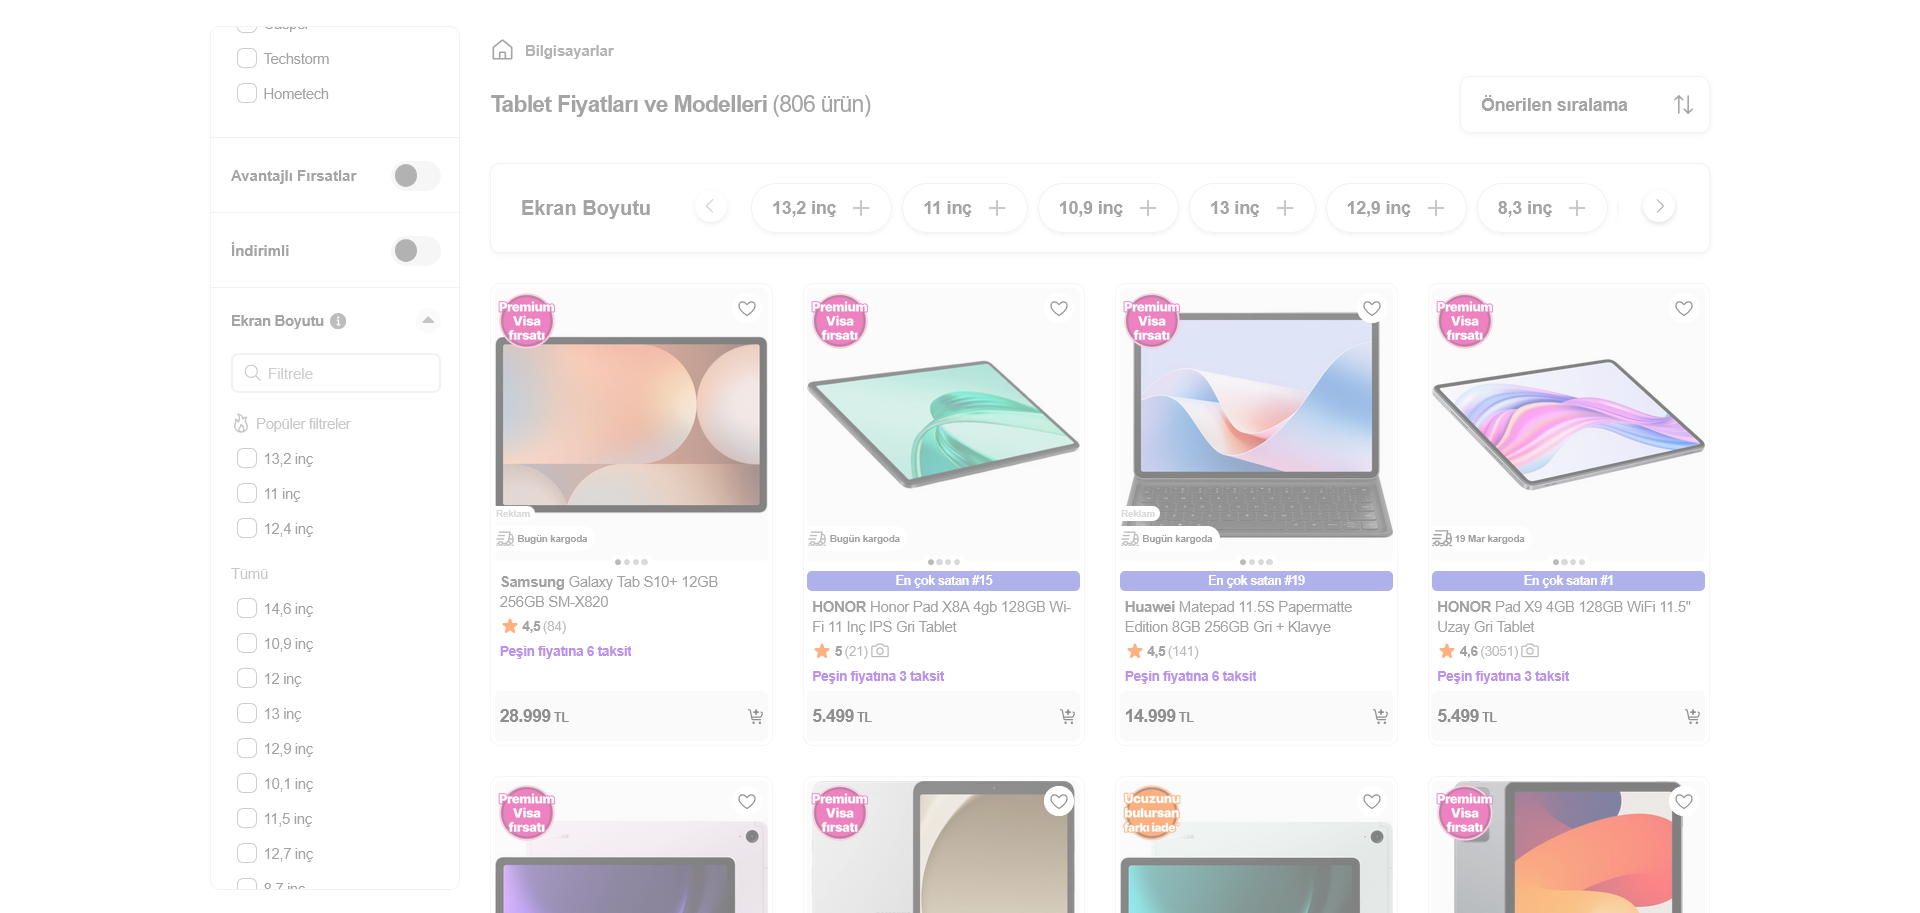 Casper
Techstorm
Hometech
Avantajlı Fırsatlar
İndirimli
Ekran Boyutu
Filtrele
Popüler filtreler
13,2 inç
11 inç
12,4 inç
Tümü
14,6 inç
10,9 inç
12 inç
13 inç
12,9 inç
10,1 inç
11,5 inç
12,7 inç
8,7 inç
Bilgisayarlar
Tablet Fiyatları ve Modelleri (806 ürün)
Önerilen sıralama
Ekran Boyutu
13,2 inç
11 inç
10,9 inç
13 inç
12,9 inç
8,3 inç
Premium
Visa
fırsatı
Reklam
Bugün kargoda
Samsung Galaxy Tab S10+ 12GB
256GB SM-X820
4,5 (84)
Peşin fiyatına 6 taksit
28.999 TL
Premium
Visa
fırsatı
Bugün kargoda
En çok satan #15
HONOR Honor Pad X8A 4gb 128GB Wi-
Fi 11 Inç IPS Gri Tablet
5 (21)
Peşin fiyatına 3 taksit
5.499 TL
Premium
Visa
fırsatı
Reklam
Bugün kargoda
En çok satan #19
Huawei Matepad 11.5S Papermatte
Edition 8GB 256GB Gri + Klavye
4,5 (141)
Peşin fiyatına 6 taksit
14.999 TL
Premium
Visa
fırsatı
19 Mar kargoda
En çok satan #1
HONOR Pad X9 4GB 128GB WiFi 11.5"
Uzay Gri Tablet
4,6 (3051)
Peşin fiyatına 3 taksit
5.499 TL
Premium
Visa
fırsatı
Premium
Visa
fırsatı
Ucuzunu
bulursan
farkı iade
Premium
Visa
fırsatı